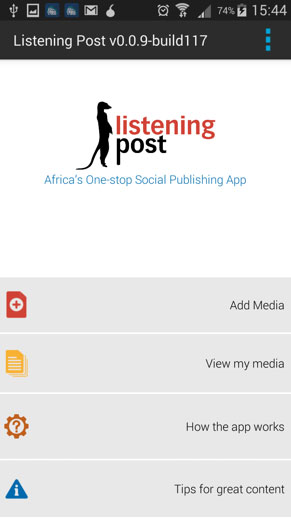 74% 15:44
Listening Post v0.0.9-build117
listening
post
Africa's One-stop Social Publishing App
Add Media
View my media
How the app works
Tips for great content